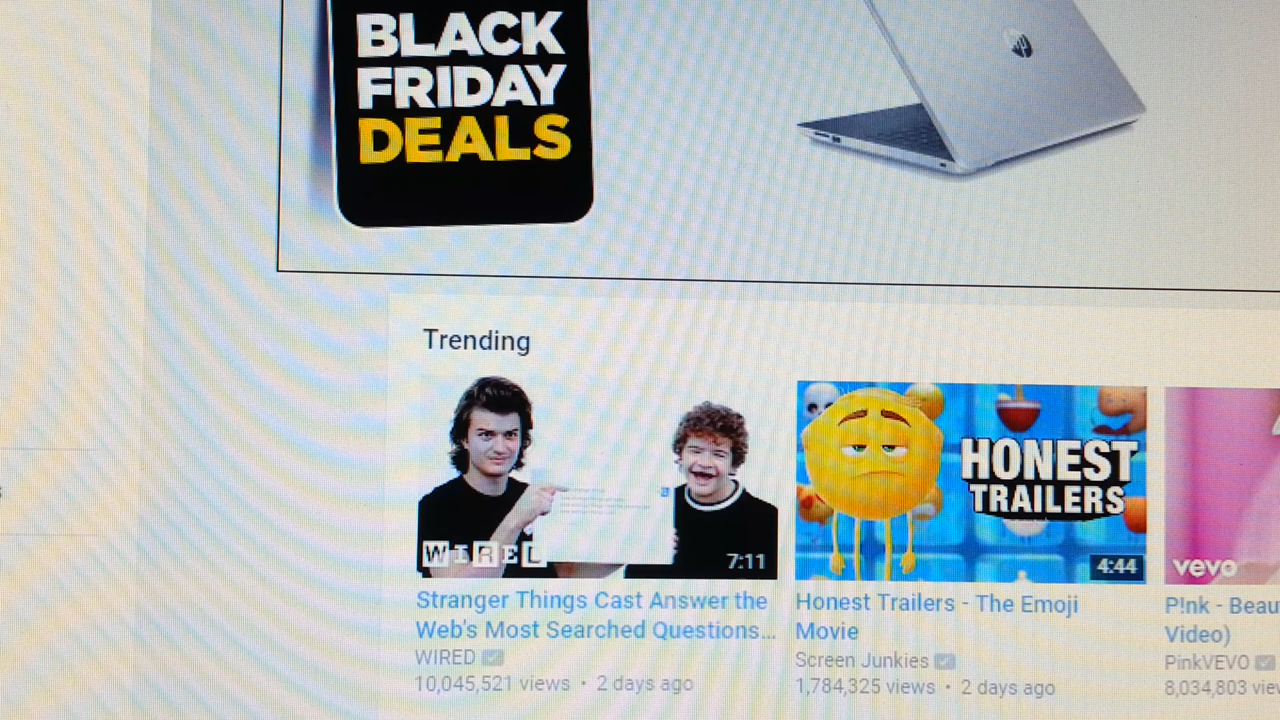 BLACK
FRIDAY
DEALS
hp
Trending
WIRED
7:11
HONEST
TRAILERS
4:44
vevo
Stranger Things Cast Answer the
Web's Most Searched Questions...
WIRED
10,045,521 views • 2 days ago
Honest Trailers - The Emoji
Movie
Screen Junkies
1,784,325 views • 2 days ago
P!nk - Beau
Video)
PinkVEVO
8,034,803 view